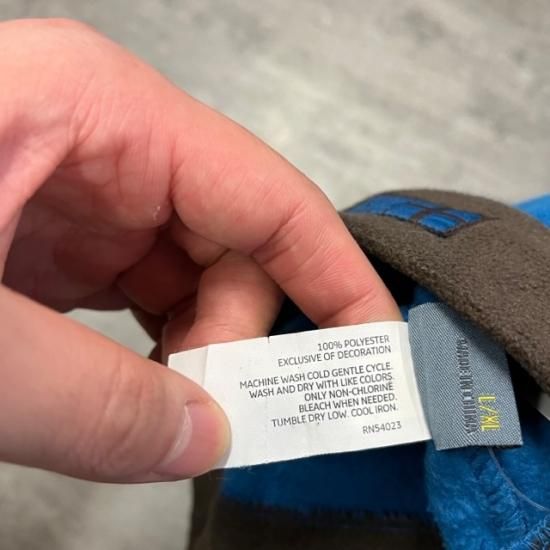 100% POLYESTER
EXCLUSIVE OF DECORATION
MACHINE WASH COLD GENTLE CYCLE.
WASH AND DRY WITH LIKE COLORS.
ONLY NON-CHLORINE
BLEACH WHEN NEEDED.
TUMBLE DRY LOW. COOL IRON.
RN54023
L/XL
MADE IN CHINA